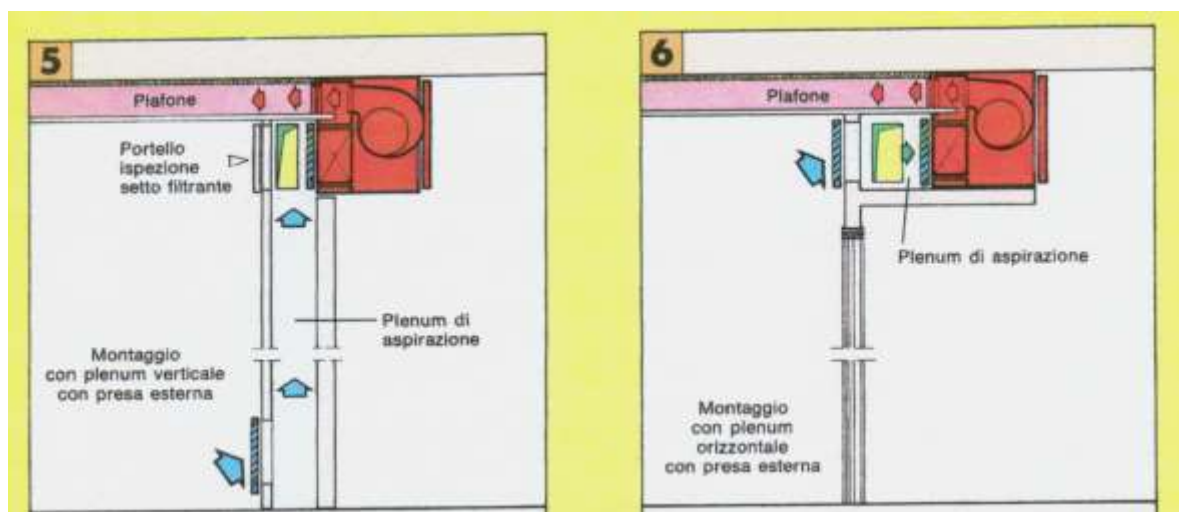 5
Plafone
Portello
ispezione
setto filtrante
Plenum di
aspirazione
Montaggio
con plenum verticale
con presa esterna
6
Plafone
Plenum di aspirazione
Montaggio
con plenum
orizzontale
con presa esterna